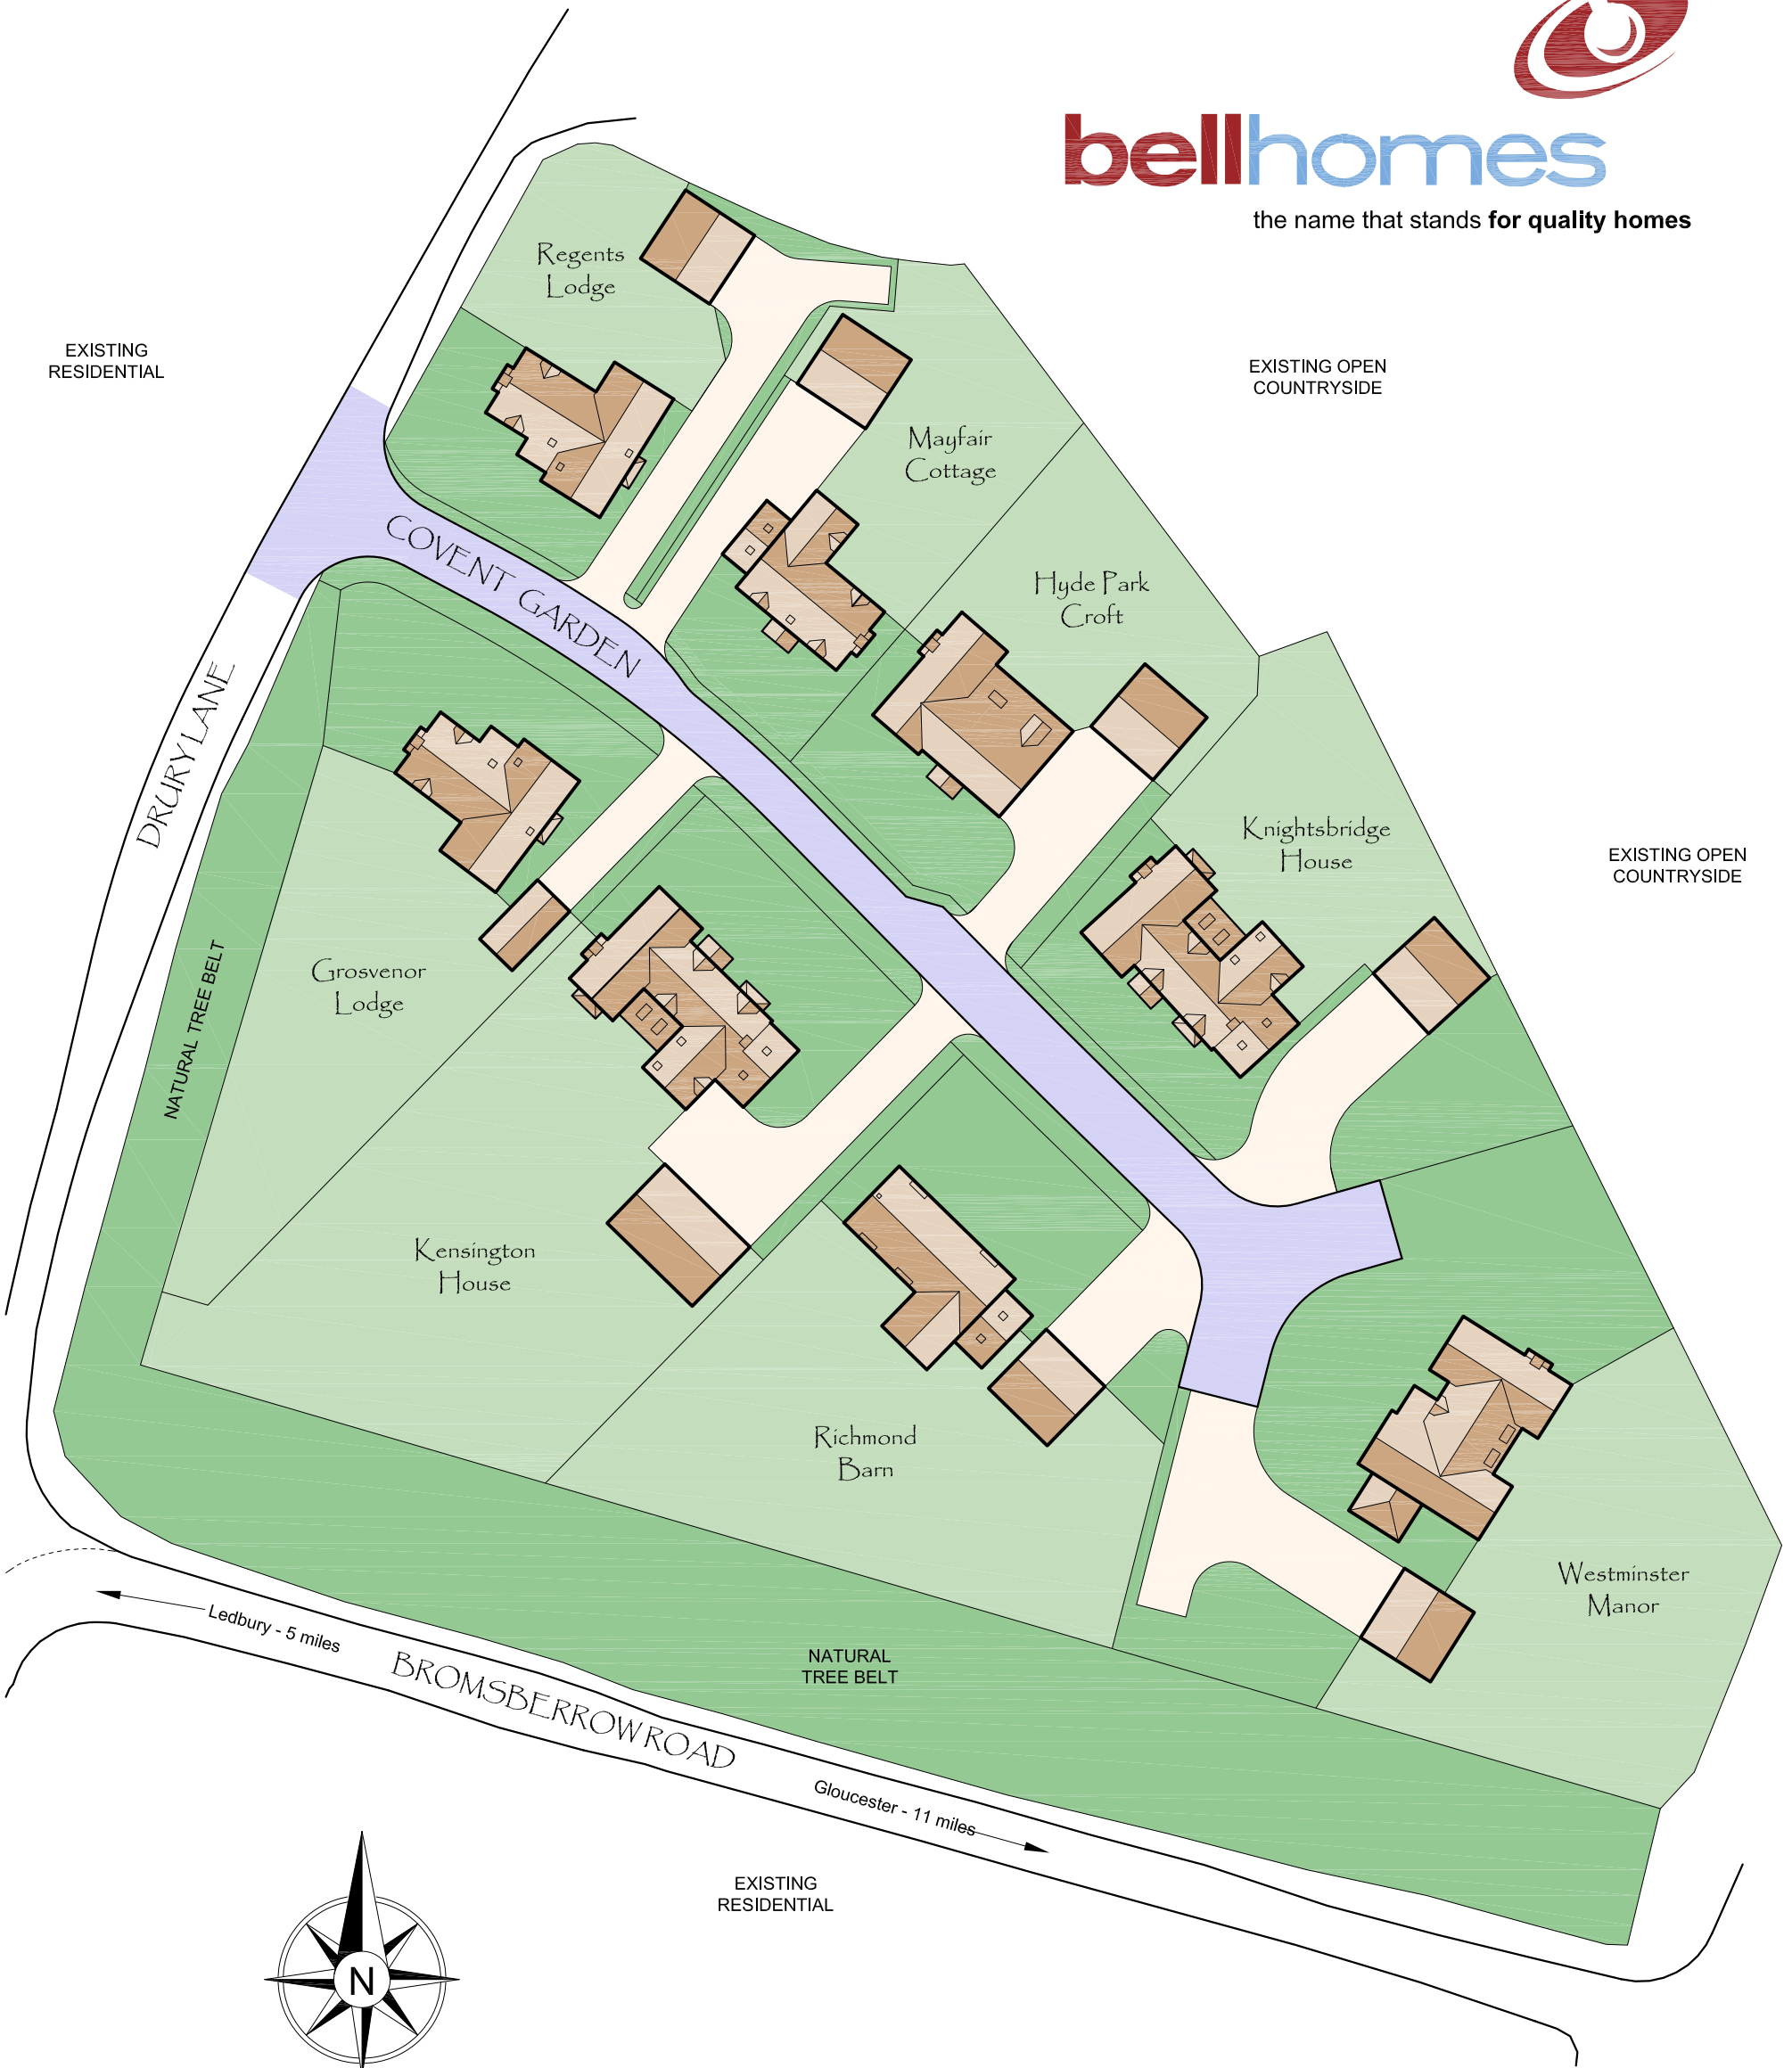 bellhomes
the name that stands for quality homes
Regents
Lodge
EXISTING
RESIDENTIAL
EXISTING OPEN
COUNTRYSIDE
Mayfair
Cottage
COVENT GARDEN
Hyde Park
Croft
DRURY LANE
Knightsbridge
House
EXISTING OPEN
COUNTRYSIDE
Grosvenor
Lodge
NATURAL TREE BELT
Kensington
House
Richmond
Barn
Westminster
Manor
Ledbury - 5 miles
NATURAL
TREE BELT
BROMSBERROW ROAD
Gloucester - 11 miles
EXISTING
RESIDENTIAL
N